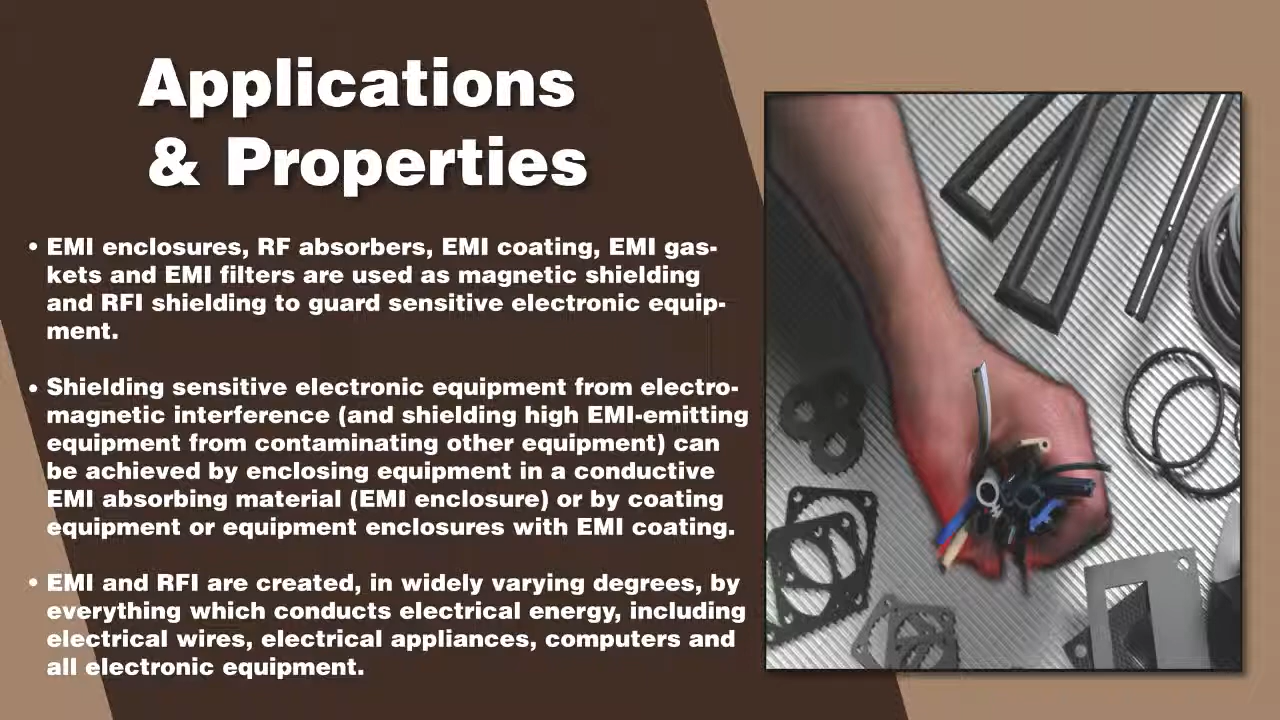 Applications
& Properties
• EMI enclosures, RF absorbers, EMI coating, EMI gas-
kets and EMI filters are used as magnetic shielding
and RFI shielding to guard sensitive electronic equip-
ment.
• Shielding sensitive electronic equipment from electro-
magnetic interference (and shielding high EMI-emitting
equipment from contaminating other equipment) can
be achieved by enclosing equipment in a conductive
EMI absorbing material (EMI enclosure) or by coating
equipment or equipment enclosures with EMI coating.
• EMI and RFI are created, in widely varying degrees, by
everything which conducts electrical energy, including
electrical wires, electrical appliances, computers and
all electronic equipment.